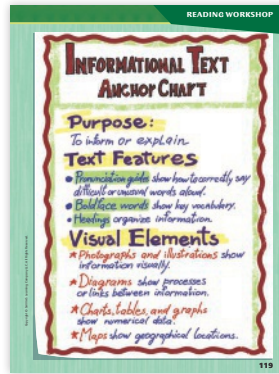 READING WORKSHOP
INFORMATIONAL TEXT
ANCHOR CHART
Purpose:
To inform or explain
Text Features
• Pronunciation guides show how to correctly say
difficult or unusual words aloud.
• Boldface words show key vocabulary.
• Headings organize information.
Visual Elements
★ Photographs and illustrations show
information visually.
★ Diagrams show processes
or links between information.
★ Charts, tables, and graphs
show numerical data.
★ Maps show geographical locations.
119